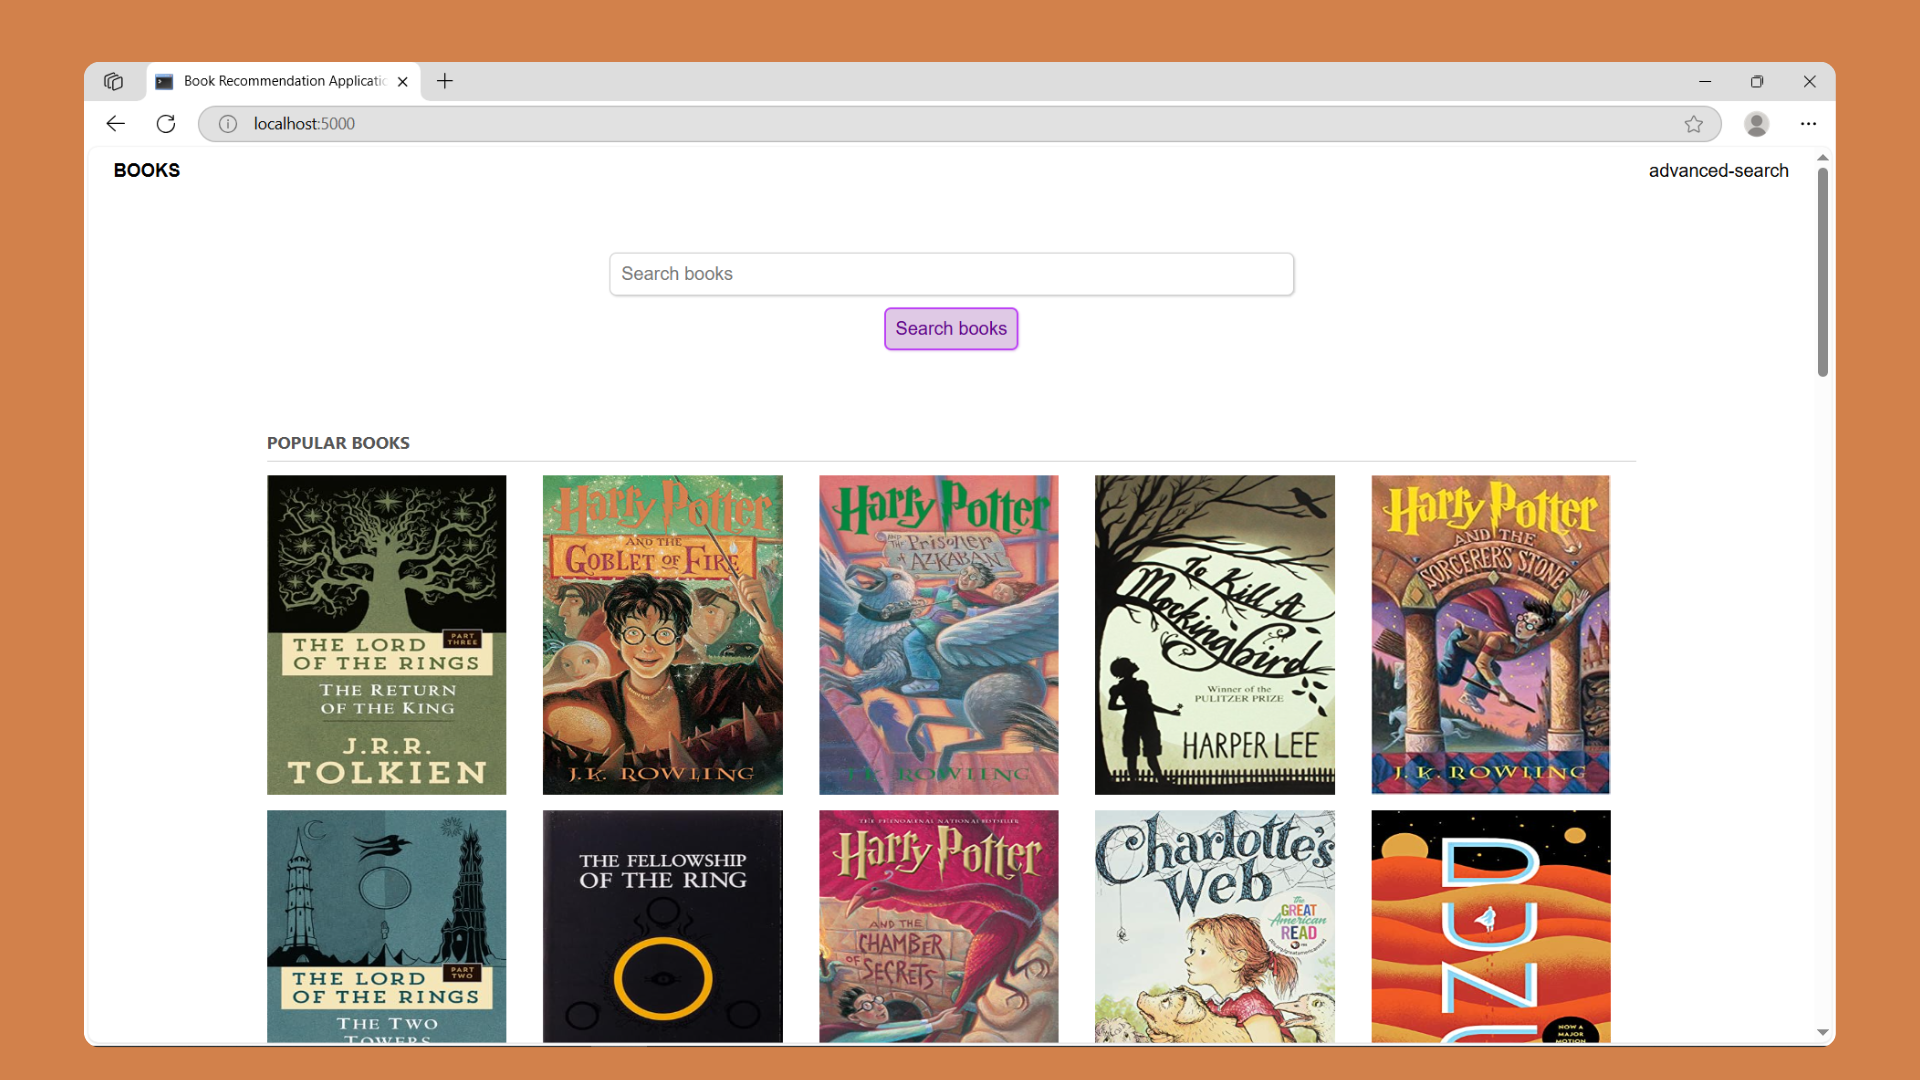 Book Recommendation Applicatic
localhost:5000
BOOKS
advanced-search
Search books
Search books
POPULAR BOOKS
THE LORD
OF THE RINGS
PART
THREE
THE RETURN
OF THE KING
J.R.R.
TOLKIEN
Harry Potter
AND THE
GOBLET OF FIRE
J.K. ROWLING
Harry Potter
AND THE
Prisoner
of AZKABAN
J.K. ROWLING
To Kill A
Mockingbird
Winner of the
PULITZER PRIZE
HARPER LEE
Harry Potter
AND THE
SORCERER'S STONE
J. K. ROWLING
THE LORD
OF THE RINGS
PART
TWO
THE TWO
TOWERS
THE FELLOWSHIP
OF THE RING
THE PHENOMENAL NATIONAL BESTSELLER
Harry Potter
AND THE
CHAMBER
OF SECRETS
Charlotte's
Web
the
GREAT
American
READ
NOW A
MAJOR
MOTION